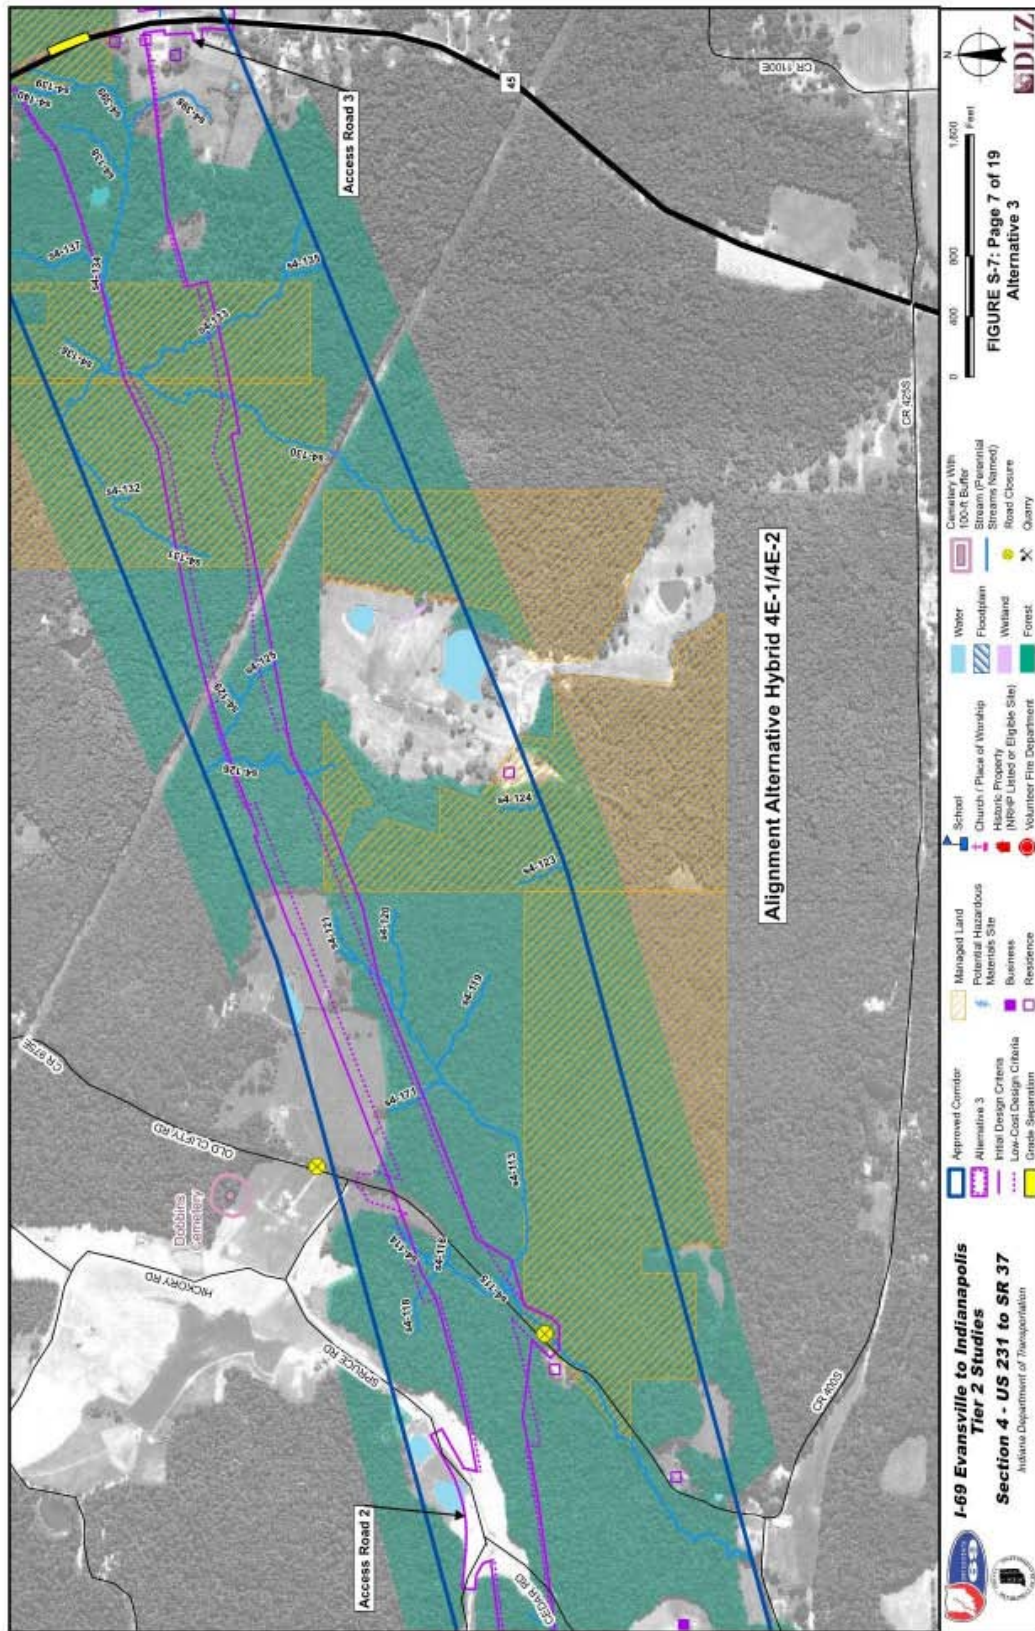 Alignment Alternative Hybrid 4E-1/4E-2
Access Road 2
Access Road 3
Dobbins
Cemetery
OLD CLIFTY RD
CR 975E
HICKORY RD
SPRUCE RD
CEDAR RD
CR 400S
CR 425S
CR 1100E
45
s4-118
s4-114
s4-116
s4-115
s4-113
s4-171
s4-119
s4-120
s4-121
s4-123
s4-124
s4-125
s4-126
s4-129
s4-130
s4-131
s4-132
s4-133
s4-134
s4-135
s4-136
s4-137
s4-138
s4-139
s4-140
I-69 Evansville to Indianapolis
Tier 2 Studies
Section 4 - US 231 to SR 37
Indiana Department of Transportation
Approved Corridor
Alternative 3
Initial Design Criteria
Low-Cost Design Criteria
Grade Separation
Managed Land
Potential Hazardous
Materials Site
Business
Residence
School
Church / Place of Worship
Historic Property
(NRHP Listed or Eligible Site)
Volunteer Fire Department
Water
Floodplain
Wetland
Forest
Cemetery With
100-ft Buffer
Stream (Perennial
Streams Named)
Road Closure
Quarry
0 400 800 1,600
Feet
FIGURE S-7: Page 7 of 19
Alternative 3
N
DLZ